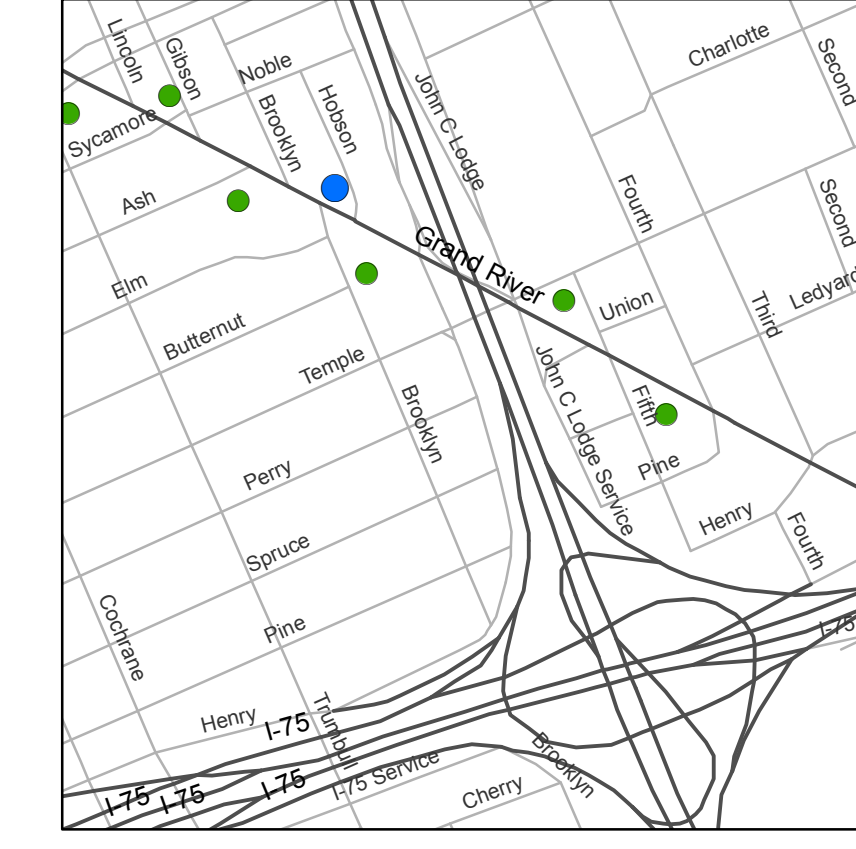 Lincoln
Gibson
Noble
Charlotte
Second
John C Lodge
Hobson
Brooklyn
Sycamore
Ash
Fourth
Second
Grand River
Elm
Union
Ledyard
Third
Butternut
Temple
John C Lodge Service
Fifth
Brooklyn
Perry
Pine
Henry
Fourth
Spruce
Cochrane
Pine
I-75
Henry
I-75
Trumbull
I-75
I-75
I-75
I-75 Service
Brooklyn
Cherry